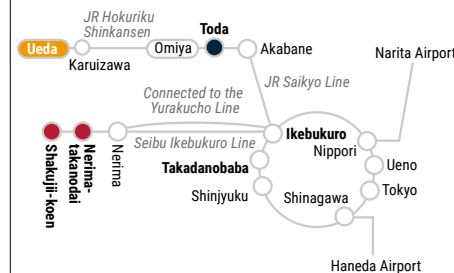 JR Hokuriku
Shinkansen
Toda
Ueda
Omiya
Akabane
Narita Airport
Karuizawa
JR Saikyo Line
Connected to the
Yurakucho Line
Ikebukuro
Seibu Ikebukuro Line
Nippori
Shakujii-koen
Nerima-
takanodai
Nerima
Takadanobaba
Ueno
Shinjyuku
Shinagawa
Tokyo
Haneda Airport